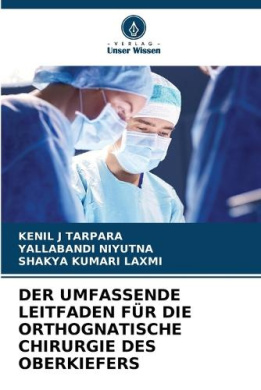 VERLAG
Unser Wissen
KENIL J TARPARA
YALLABANDI NIYUTNA
SHAKYA KUMARI LAXMI
DER UMFASSENDE
LEITFADEN FÜR DIE
ORTHOGNATISCHE
CHIRURGIE DES
OBERKIEFERS